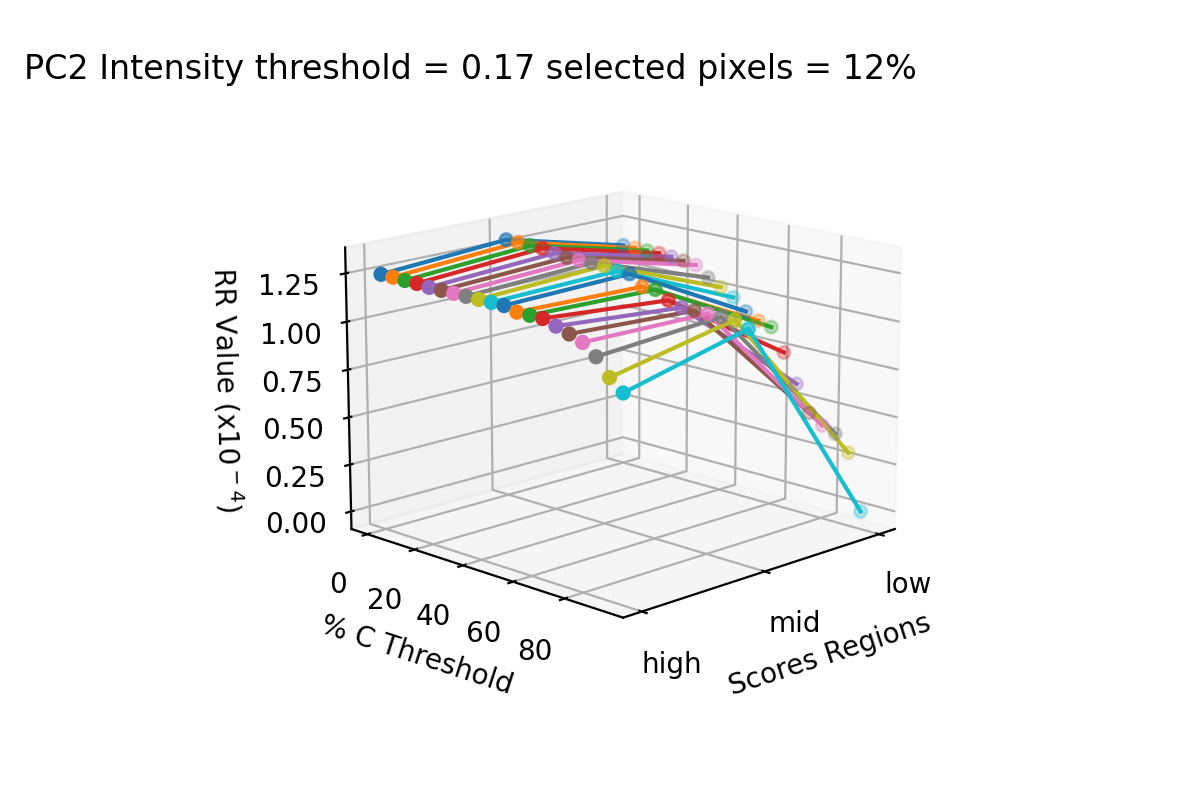 PC2 Intensity threshold = 0.17 selected pixels = 12%
RR Value (x10⁻⁴)
1.25
1.00
0.75
0.50
0.25
0.00
0
20
40
60
80
% C Threshold
high
mid
low
Scores Regions